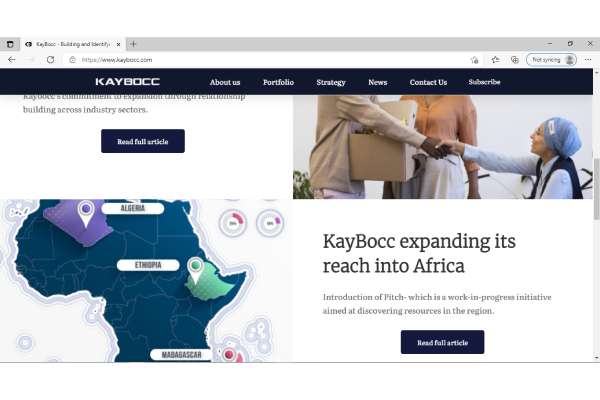 KayBocc - Building and Identifyi
https://www.kaybocc.com
Not syncing
KAYBOCC
About us
Portfolio
Strategy
News
Contact Us
Subscribe
KayBocc's commitment to expansion through relationship
building across industry sectors.
Read full article
ALGERIA
ETHIOPIA
MADAGASCAR
KayBocc expanding its
reach into Africa
Introduction of Pitch- which is a work-in-progress initiative
aimed at discovering resources in the region.
Read full article